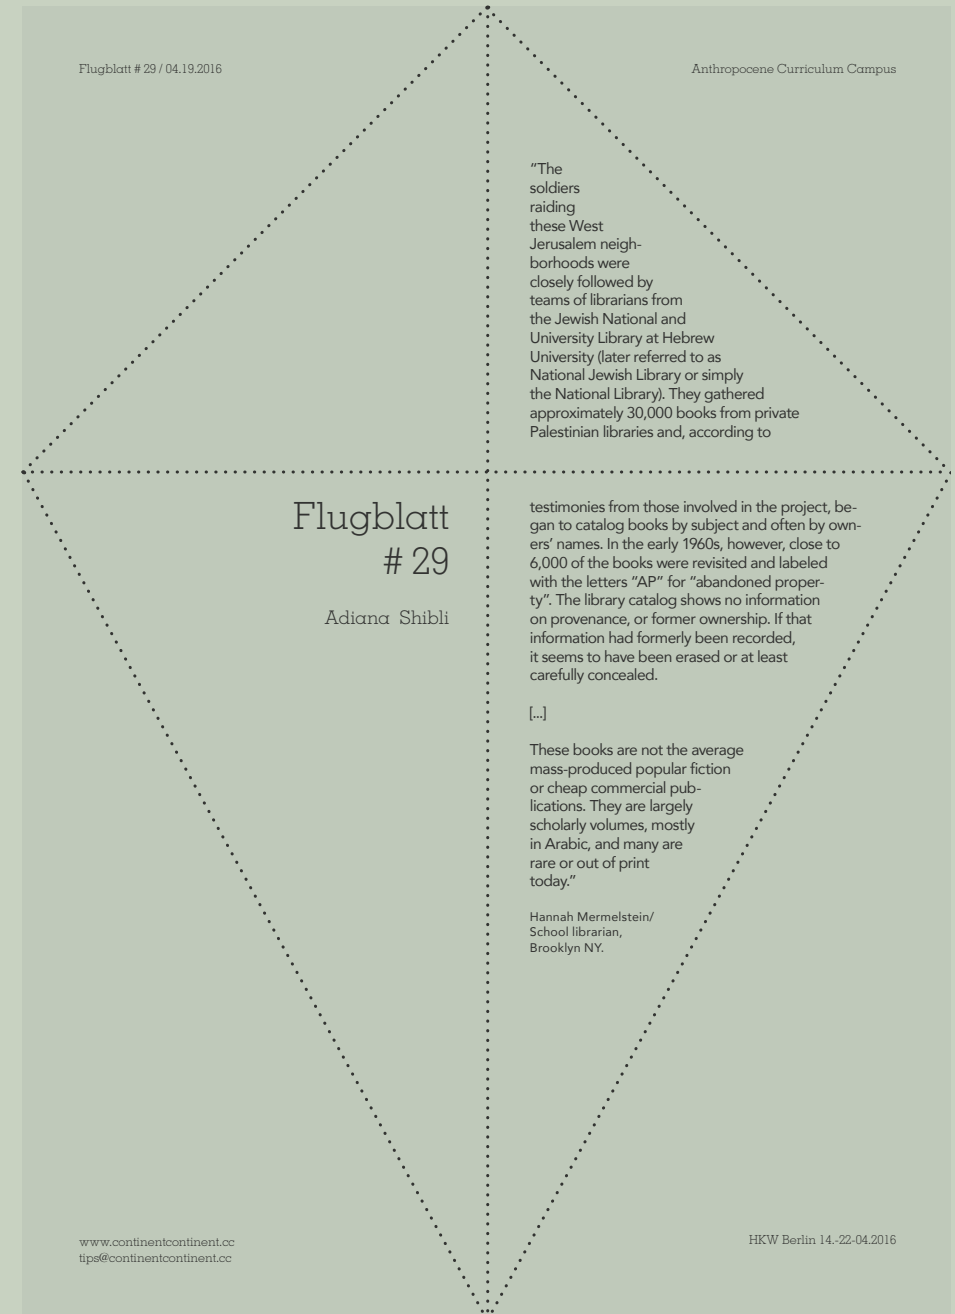 Flugblatt # 29 / 04.19.2016
Anthropocene Curriculum Campus
“The
soldiers
raiding
these West
Jerusalem neigh-
borhoods were
closely followed by
teams of librarians from
the Jewish National and
University Library at Hebrew
University (later referred to as
National Jewish Library or simply
the National Library). They gathered
approximately 30,000 books from private
Palestinian libraries and, according to
Flugblatt
# 29
Adiana Shibli
testimonies from those involved in the project, be-
gan to catalog books by subject and often by own-
ers’ names. In the early 1960s, however, close to
6,000 of the books were revisited and labeled
with the letters “AP” for “abandoned proper-
ty”. The library catalog shows no information
on provenance, or former ownership. If that
information had formerly been recorded,
it seems to have been erased or at least
carefully concealed.
[...]
These books are not the average
mass-produced popular fiction
or cheap commercial pub-
lications. They are largely
scholarly volumes, mostly
in Arabic, and many are
rare or out of print
today.”
Hannah Mermelstein/
School librarian,
Brooklyn NY.
www.continentcontinent.cc
tips@continentcontinent.cc
HKW Berlin 14.-22-04.2016